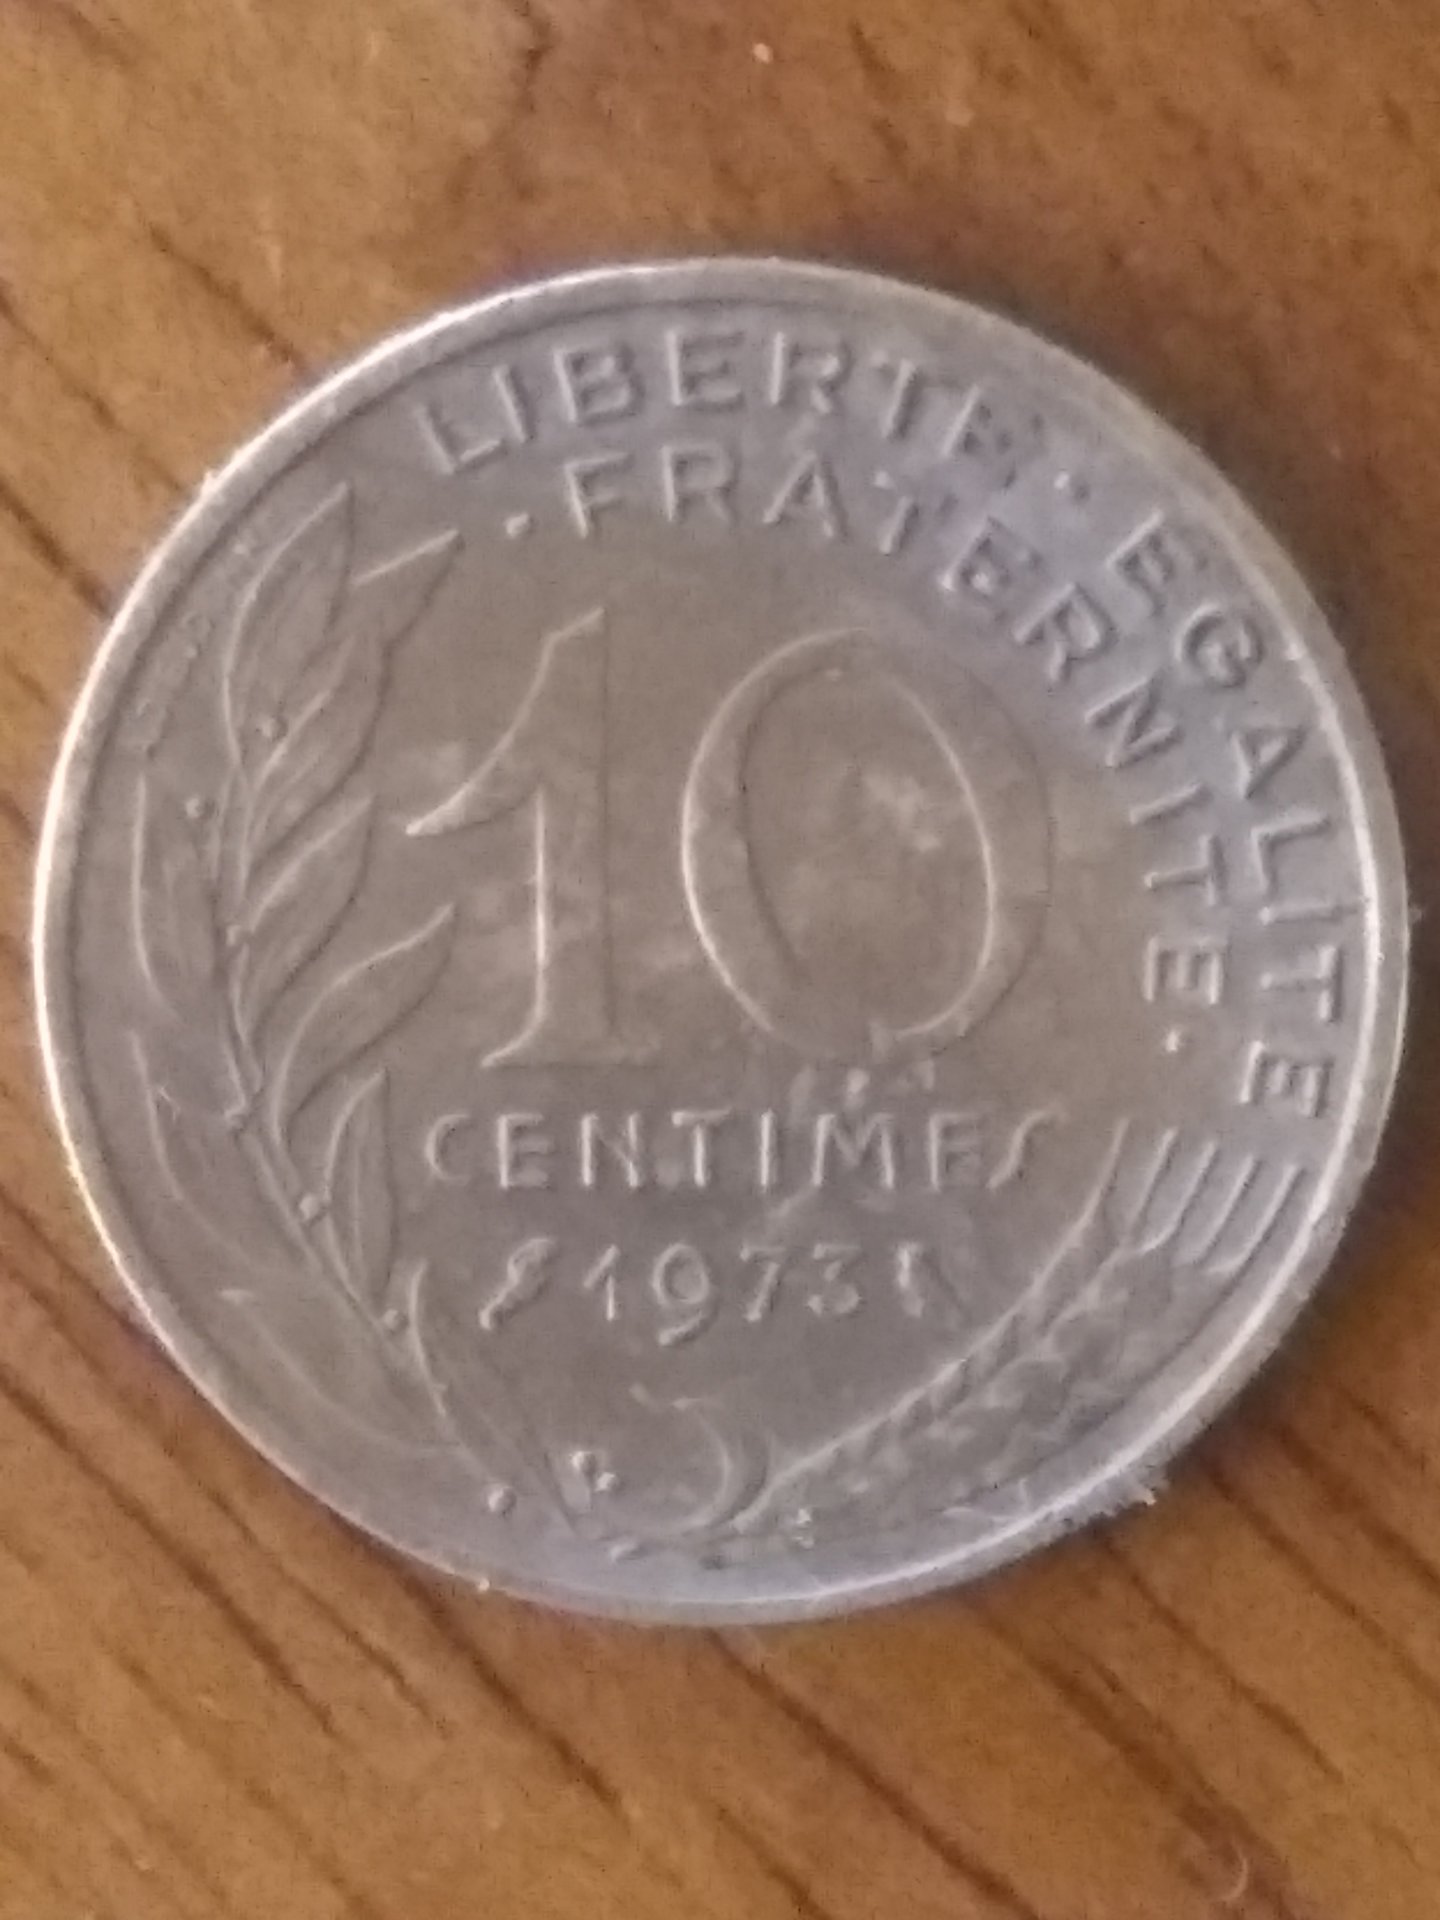 LIBERTE · EGALITE
· FRATERNITE ·
10
CENTIMES
1973